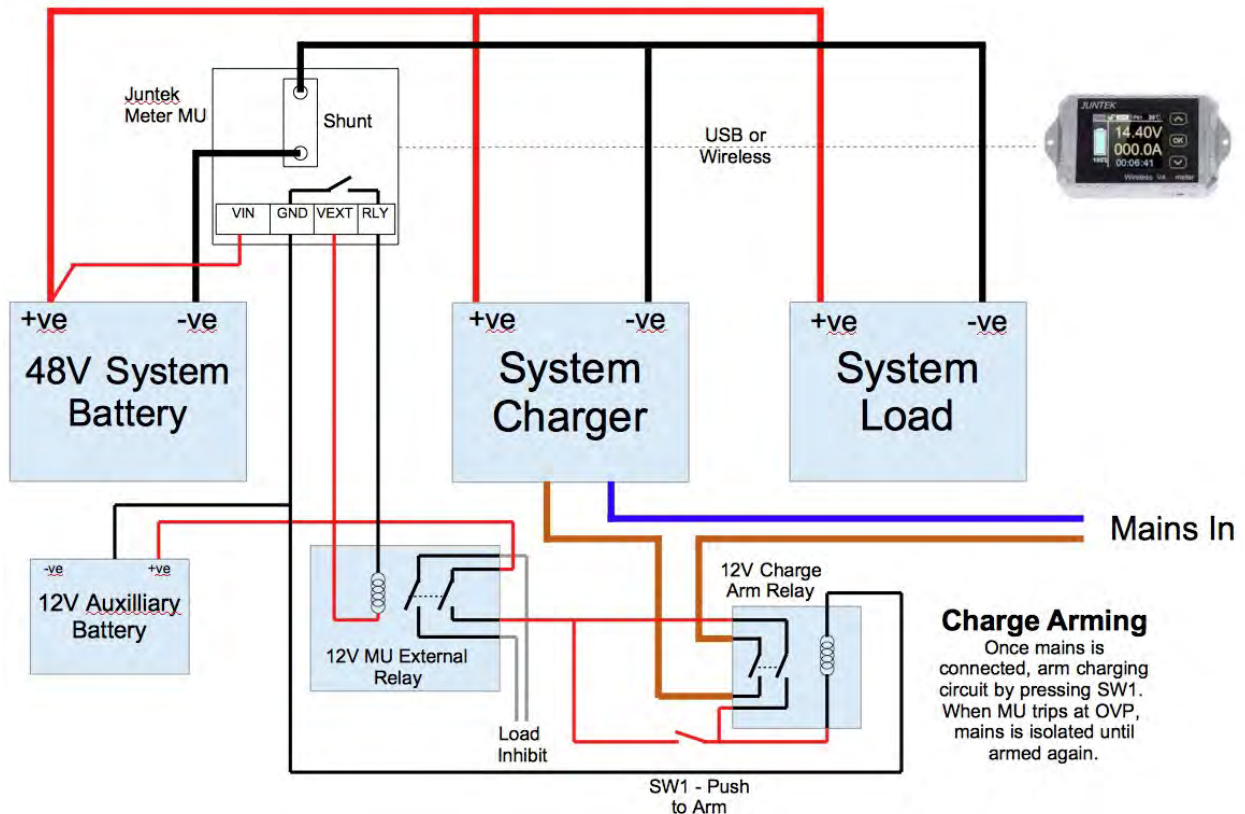 Juntek
Meter MU
Shunt
VIN
GND
VEXT
RLY
USB or
Wireless
JUNTEK
14.40V
000.0A
00:06:41
100%
OK
Wireless VA meter
+ve
-ve
48V System
Battery
+ve
-ve
System
Charger
+ve
-ve
System
Load
Mains In
-ve
+ve
12V Auxilliary
Battery
12V MU External
Relay
Load
Inhibit
12V Charge
Arm Relay
SW1 - Push
to Arm
Charge Arming
Once mains is
connected, arm charging
circuit by pressing SW1.
When MU trips at OVP,
mains is isolated until
armed again.